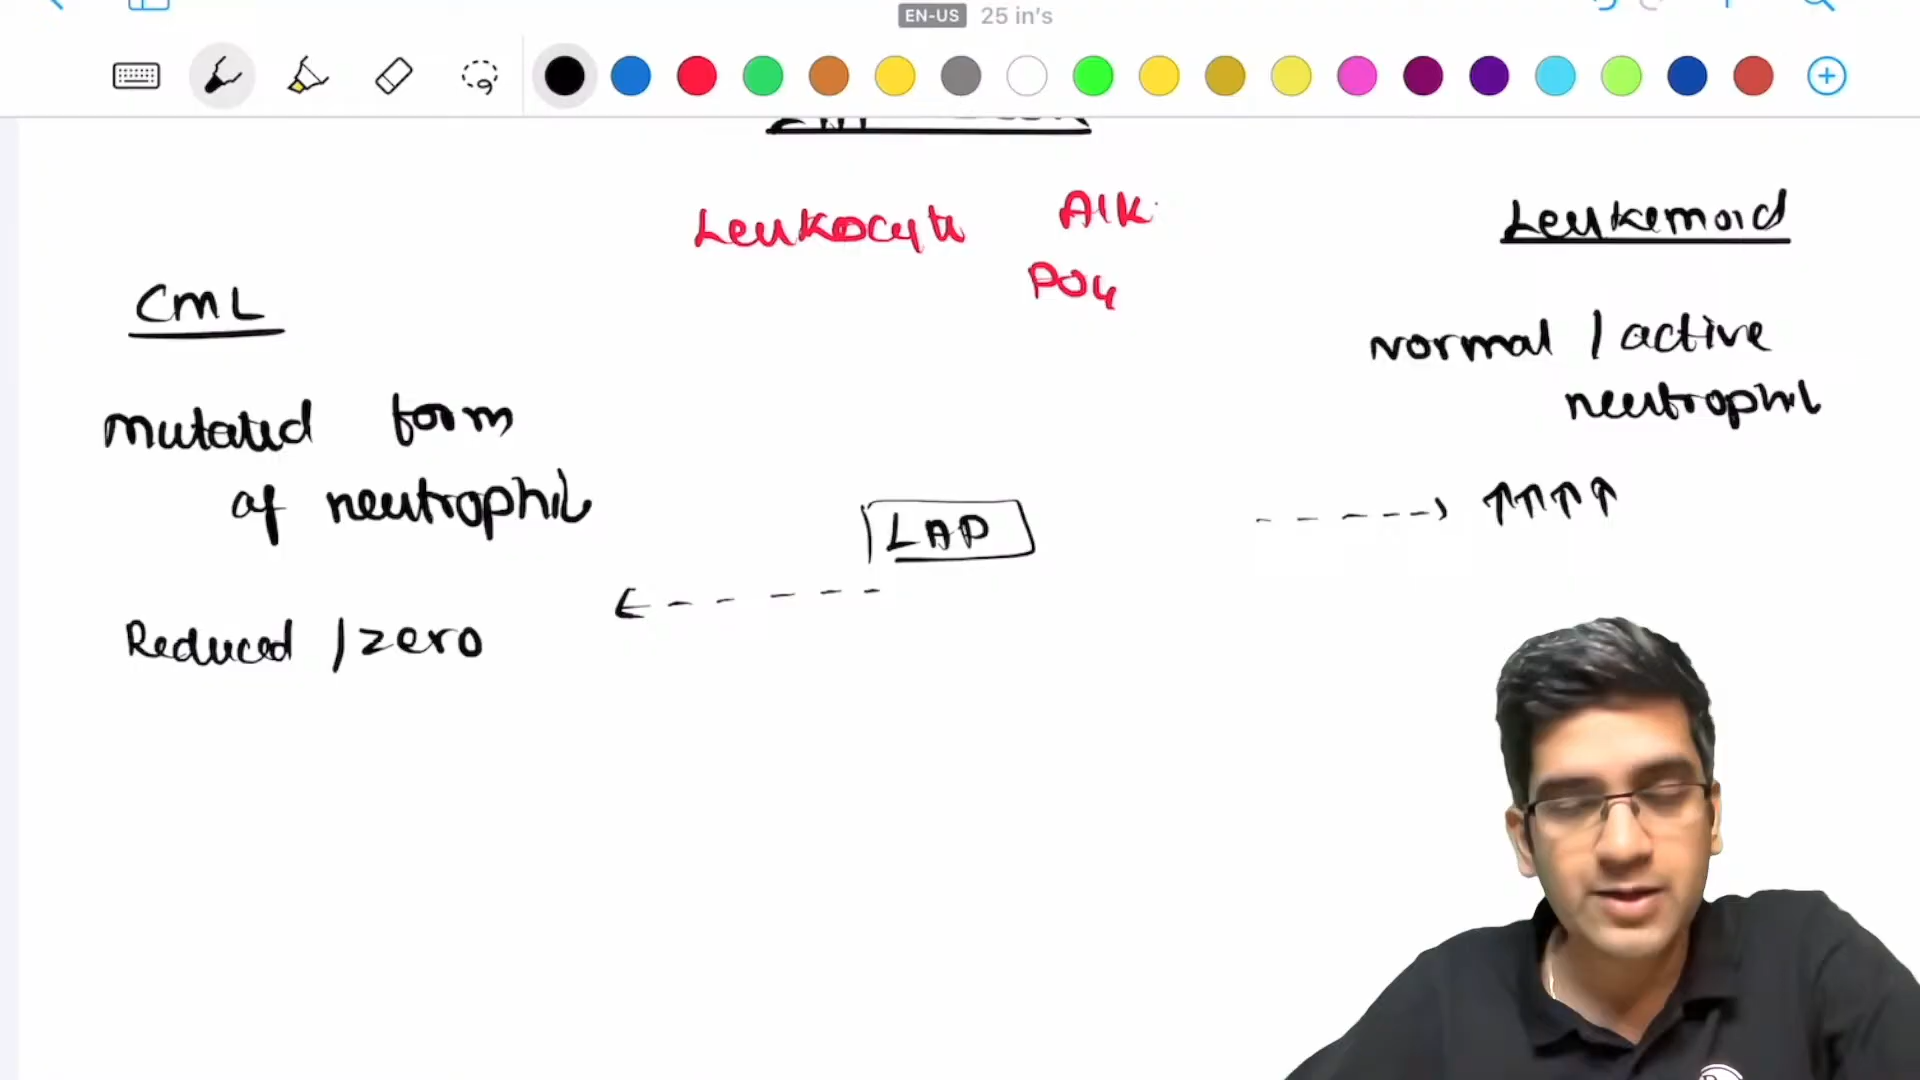 EN-US 25 in's
Leukocyte Alk
PO4
Leukemoid
CML
normal / active
neutrophil
Mutated form
of neutrophil
LAP
↑↑↑↑
Reduced / zero